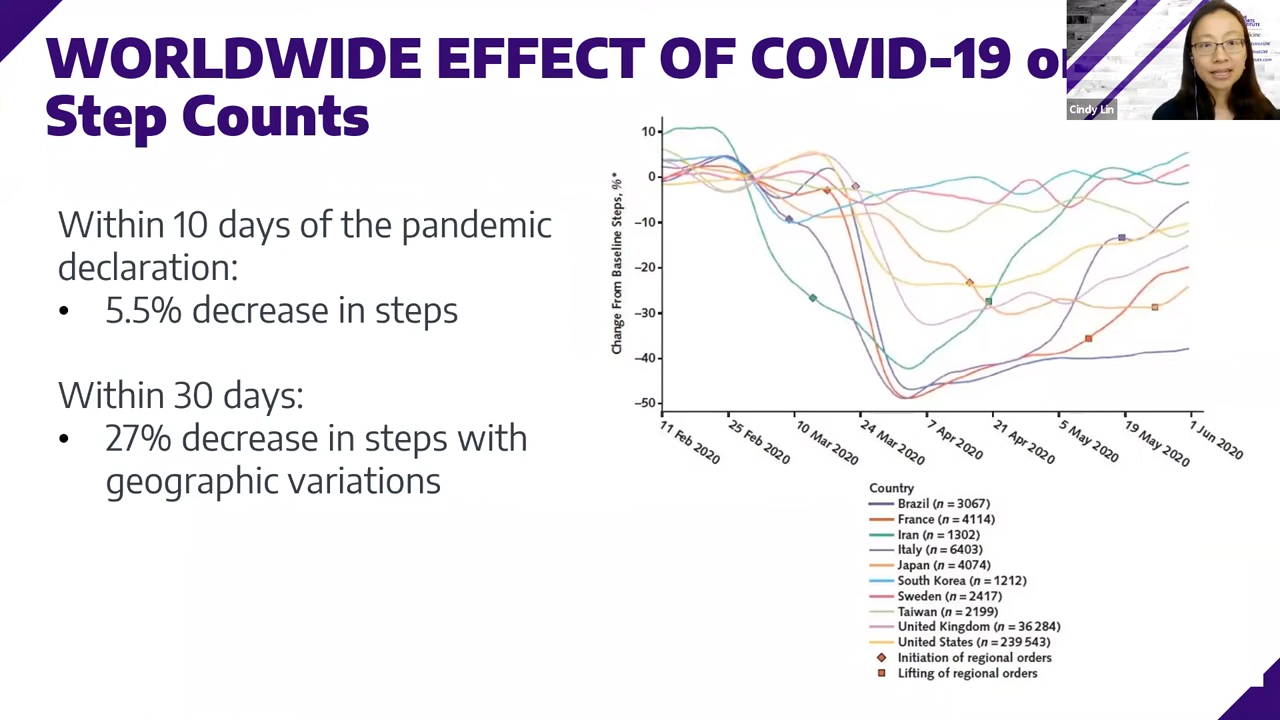 WORLDWIDE EFFECT OF COVID-19
Step Counts
Cindy Lin
Within 10 days of the pandemic
declaration:
• 5.5% decrease in steps
Within 30 days:
• 27% decrease in steps with
geographic variations
Change From Baseline Steps, %*
10
0
–10
–20
–30
–40
–50
11 Feb 2020
25 Feb 2020
10 Mar 2020
24 Mar 2020
7 Apr 2020
21 Apr 2020
5 May 2020
19 May 2020
1 Jun 2020
Country
Brazil (n = 3067)
France (n = 4114)
Iran (n = 1302)
Italy (n = 6403)
Japan (n = 4074)
South Korea (n = 1212)
Sweden (n = 2417)
Taiwan (n = 2199)
United Kingdom (n = 36 284)
United States (n = 239 543)
Initiation of regional orders
Lifting of regional orders